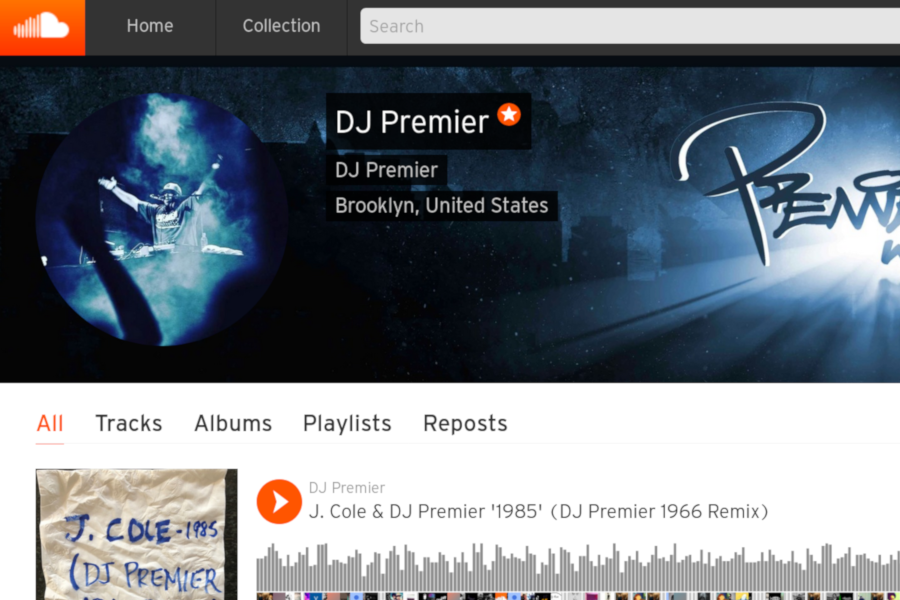 Home
Collection
Search
DJ Premier
DJ Premier
Brooklyn, United States
All
Tracks
Albums
Playlists
Reposts
DJ Premier
J. Cole & DJ Premier '1985' (DJ Premier 1966 Remix)
J. COLE - 1985
(DJ PREMIER